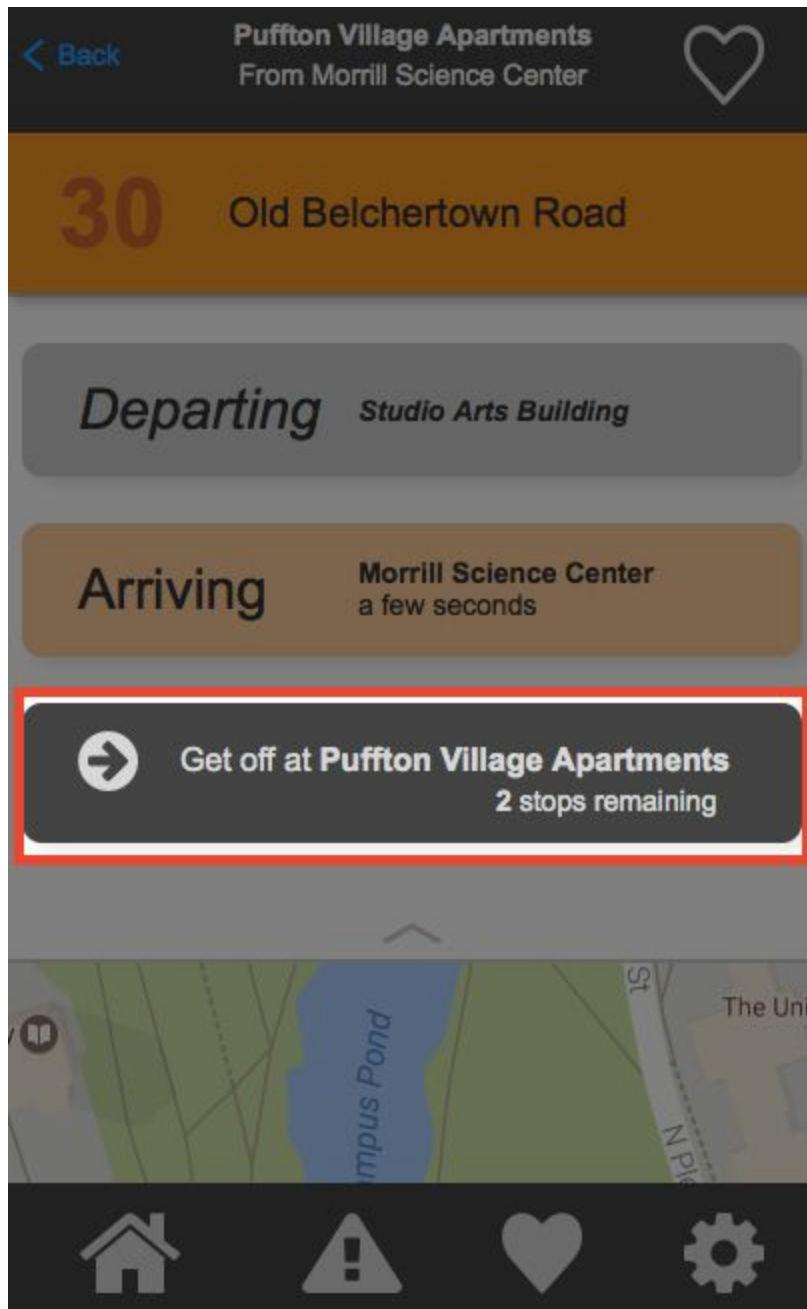 Back
Puffton Village Apartments
From Morrill Science Center
30 Old Belchertown Road
Departing Studio Arts Building
Arriving Morrill Science Center
a few seconds
Get off at Puffton Village Apartments
2 stops remaining
St
The Uni
mpus Pond
N Ple